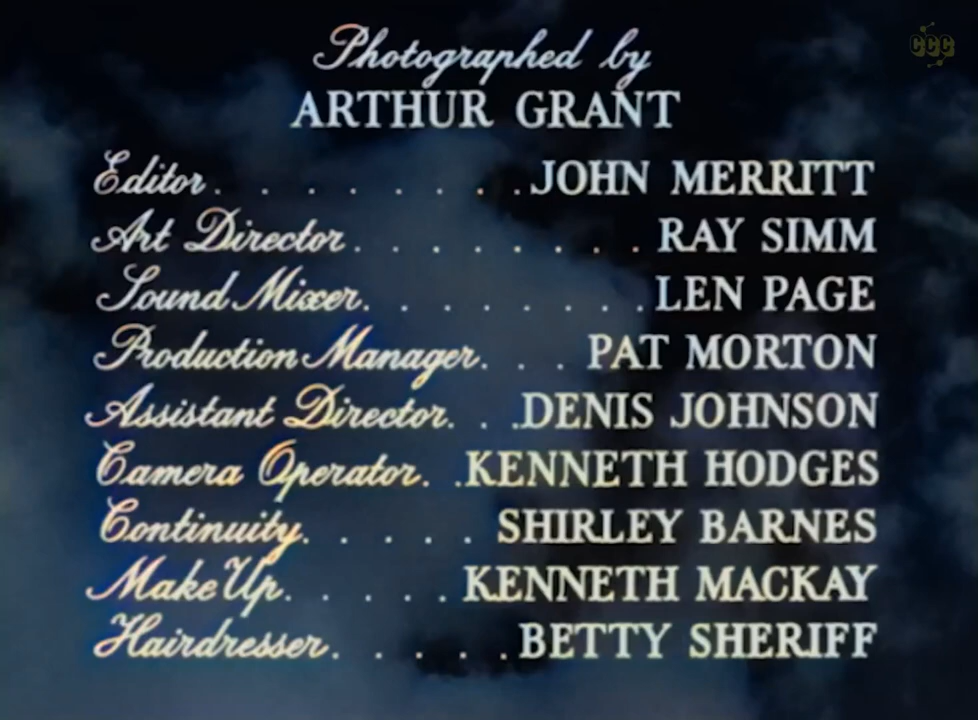 Photographed by
ARTHUR GRANT
CCC
Editor. . . . . . . . .JOHN MERRITT
Art Director. . . . . . . . RAY SIMM
Sound Mixer. . . . . . . . LEN PAGE
Production Manager. . . PAT MORTON
Assistant Director. . .DENIS JOHNSON
Camera Operator. .KENNETH HODGES
Continuity. . . . . SHIRLEY BARNES
Make Up. . . . .KENNETH MACKAY
Hairdresser. . . . .BETTY SHERIFF